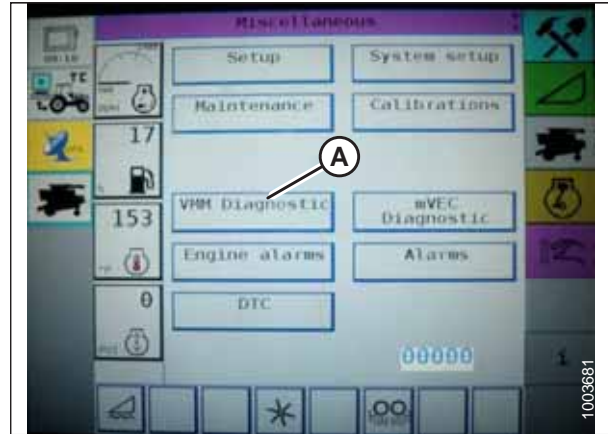 Miscellaneous
Setup
System setup
Maintenance
Calibrations
17
A
VMM Diagnostic
mVEC
Diagnostic
153
Engine alarms
Alarms
0
DTC
00000
i
1003681